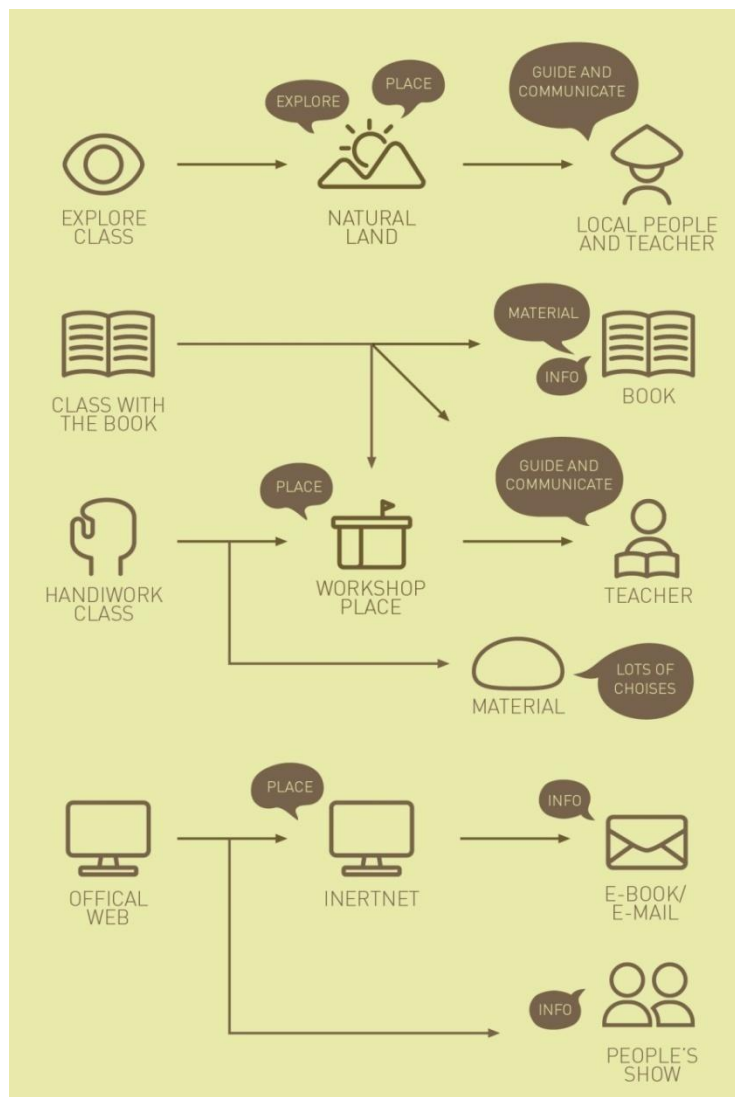 EXPLORE
PLACE
GUIDE AND
COMMUNICATE
EXPLORE
CLASS
NATURAL
LAND
LOCAL PEOPLE
AND TEACHER
MATERIAL
INFO
CLASS WITH
THE BOOK
BOOK
PLACE
GUIDE AND
COMMUNICATE
HANDIWORK
CLASS
WORKSHOP
PLACE
TEACHER
MATERIAL
LOTS OF
CHOISES
PLACE
INFO
OFFICAL
WEB
INERTNET
E-BOOK/
E-MAIL
INFO
PEOPLE'S
SHOW